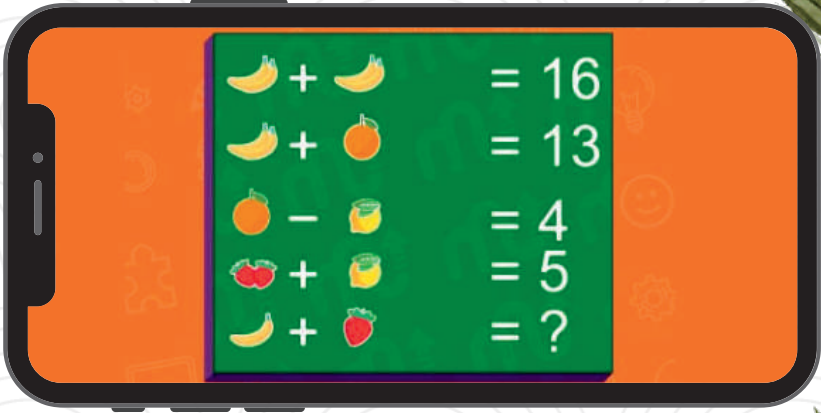 + = 16
+ = 13
− = 4
+ = 5
+ = ?